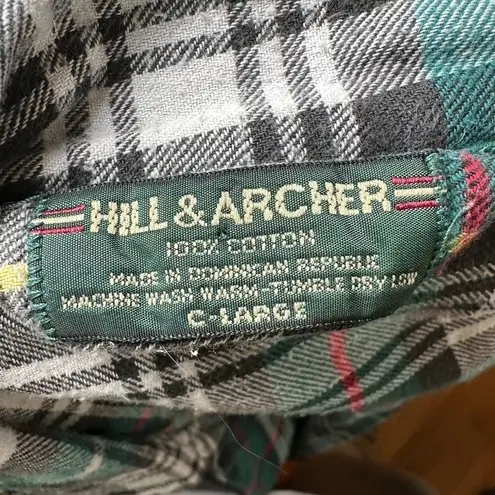 HILL & ARCHER
100% COTTON
MADE IN DOMINICAN REPUBLIC
MACHINE WASH WARM-TUMBLE DRY LOW
C-LARGE